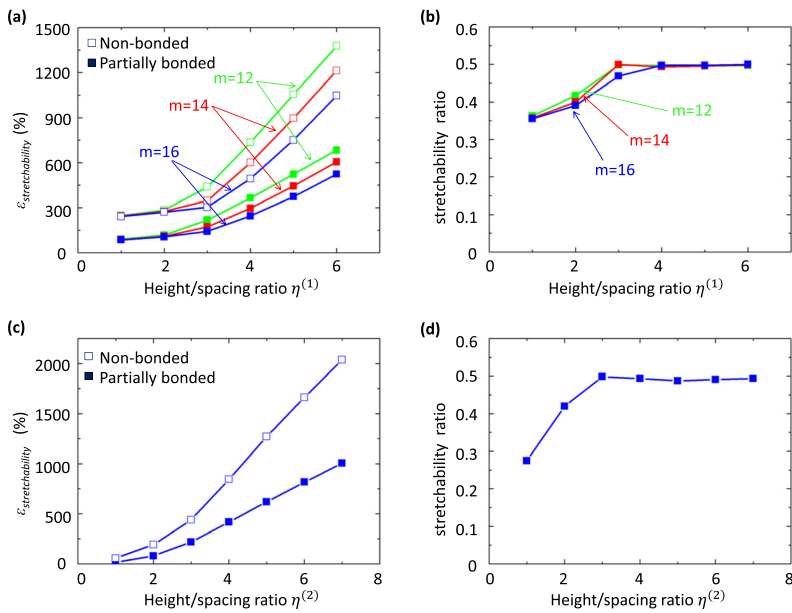 (a)
Non-bonded
Partially bonded
m=12
m=14
m=16
1500
1200
900
600
300
0
0
2
4
6
ε_stretchability (%)
Height/spacing ratio η^(1)
(b)
m=12
m=14
m=16
0.6
0.5
0.4
0.3
0.2
0.1
0
0
2
4
6
stretchability ratio
Height/spacing ratio η^(1)
(c)
Non-bonded
Partially bonded
2000
1500
1000
500
0
0
2
4
6
8
ε_stretchability (%)
Height/spacing ratio η^(2)
(d)
0.6
0.5
0.4
0.3
0.2
0.1
0
0
2
4
6
8
stretchability ratio
Height/spacing ratio η^(2)